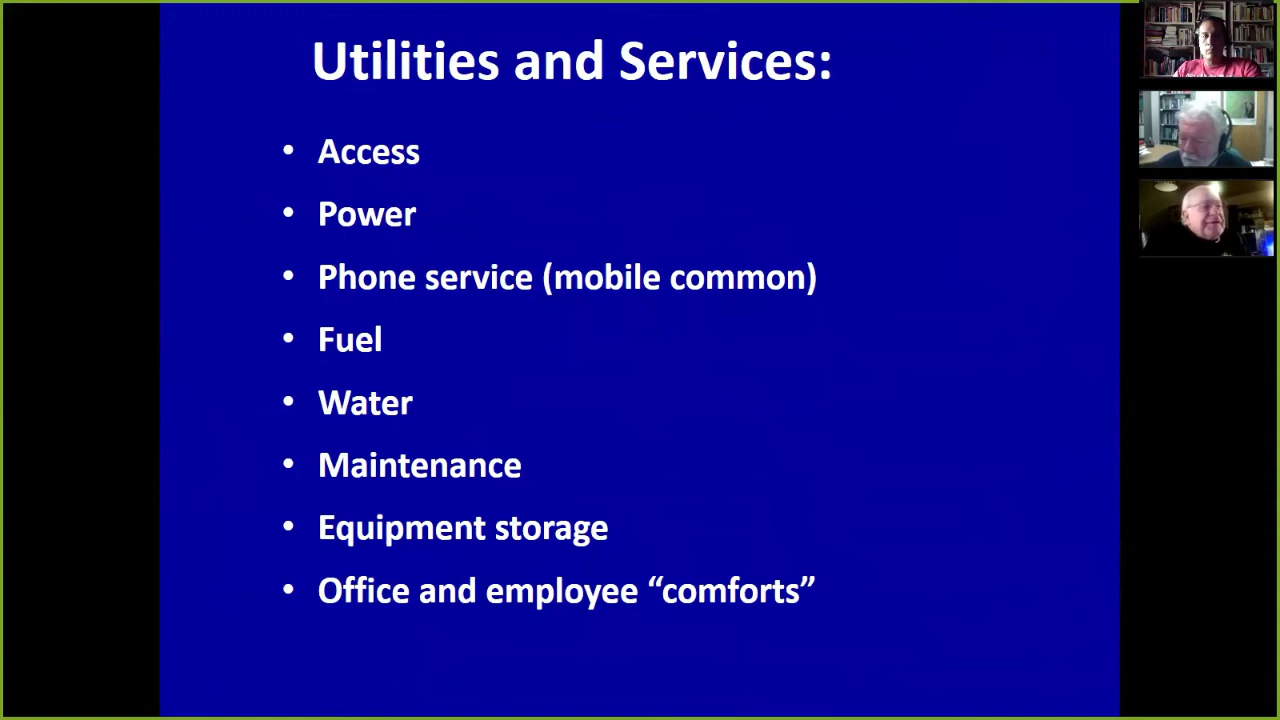 Utilities and Services:
• Access
• Power
• Phone service (mobile common)
• Fuel
• Water
• Maintenance
• Equipment storage
• Office and employee “comforts”